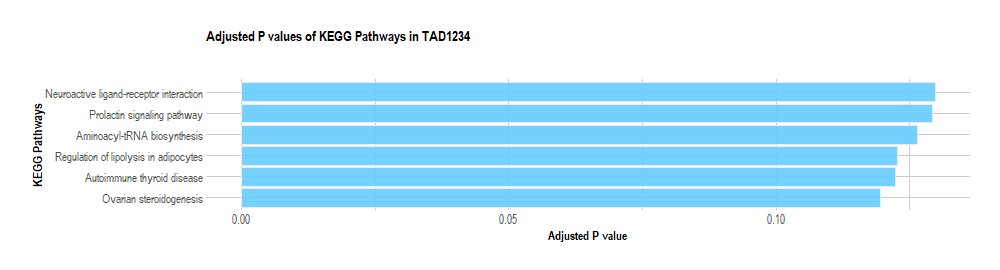 Adjusted P values of KEGG Pathways in TAD1234
KEGG Pathways
Neuroactive ligand-receptor interaction
Prolactin signaling pathway
Aminoacyl-tRNA biosynthesis
Regulation of lipolysis in adipocytes
Autoimmune thyroid disease
Ovarian steroidogenesis
0.00 0.05 0.10
Adjusted P value